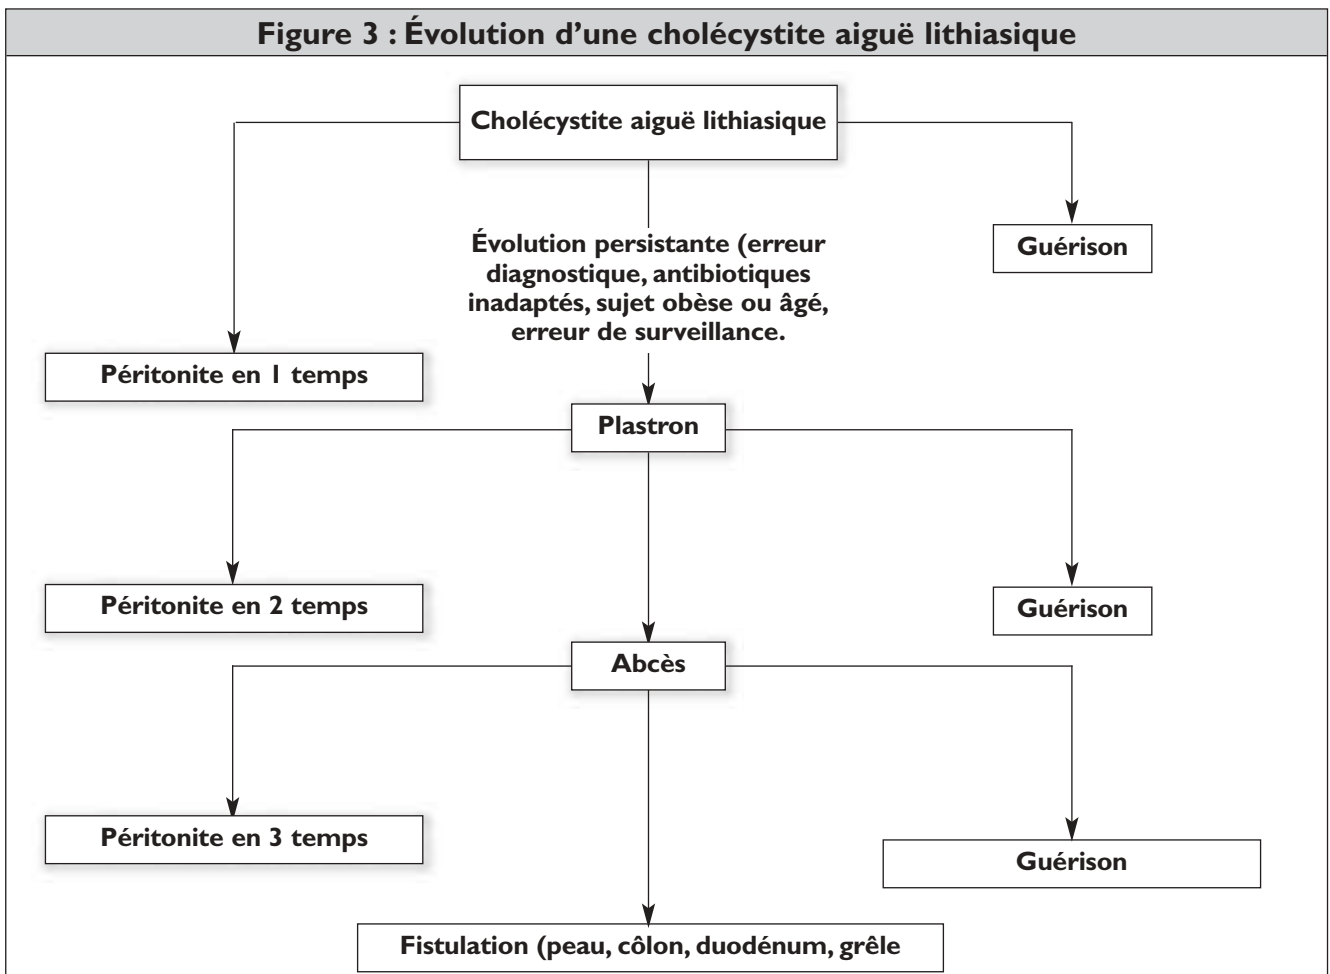 Figure 3 : Évolution d’une cholécystite aiguë lithiasique
Cholécystite aiguë lithiasique
Évolution persistante (erreur
diagnostique, antibiotiques
inadaptés, sujet obèse ou âgé,
erreur de surveillance.
Guérison
Péritonite en 1 temps
Plastron
Péritonite en 2 temps
Guérison
Abcès
Péritonite en 3 temps
Guérison
Fistulation (peau, côlon, duodénum, grêle